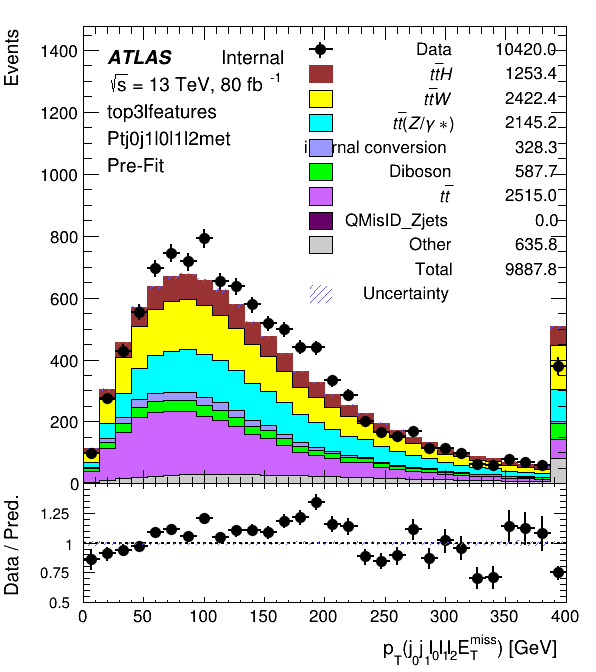 Events
1400
1200
1000
800
600
400
200
0
ATLAS Internal
√s = 13 TeV, 80 fb⁻¹
top3lfeatures
Ptj0j1l0l1l2met
Pre-Fit
Data 10420.0
tt̄H 1253.4
tt̄W 2422.4
tt̄(Z/γ*) 2145.2
internal conversion 328.3
Diboson 587.7
tt̄ 2515.0
QMisID_Zjets 0.0
Other 635.8
Total 9887.8
Uncertainty
Data / Pred.
1.25
1
0.75
0.5
0 50 100 150 200 250 300 350 400
p_T(j_0j_1l_0l_1l_2E_T^miss) [GeV]